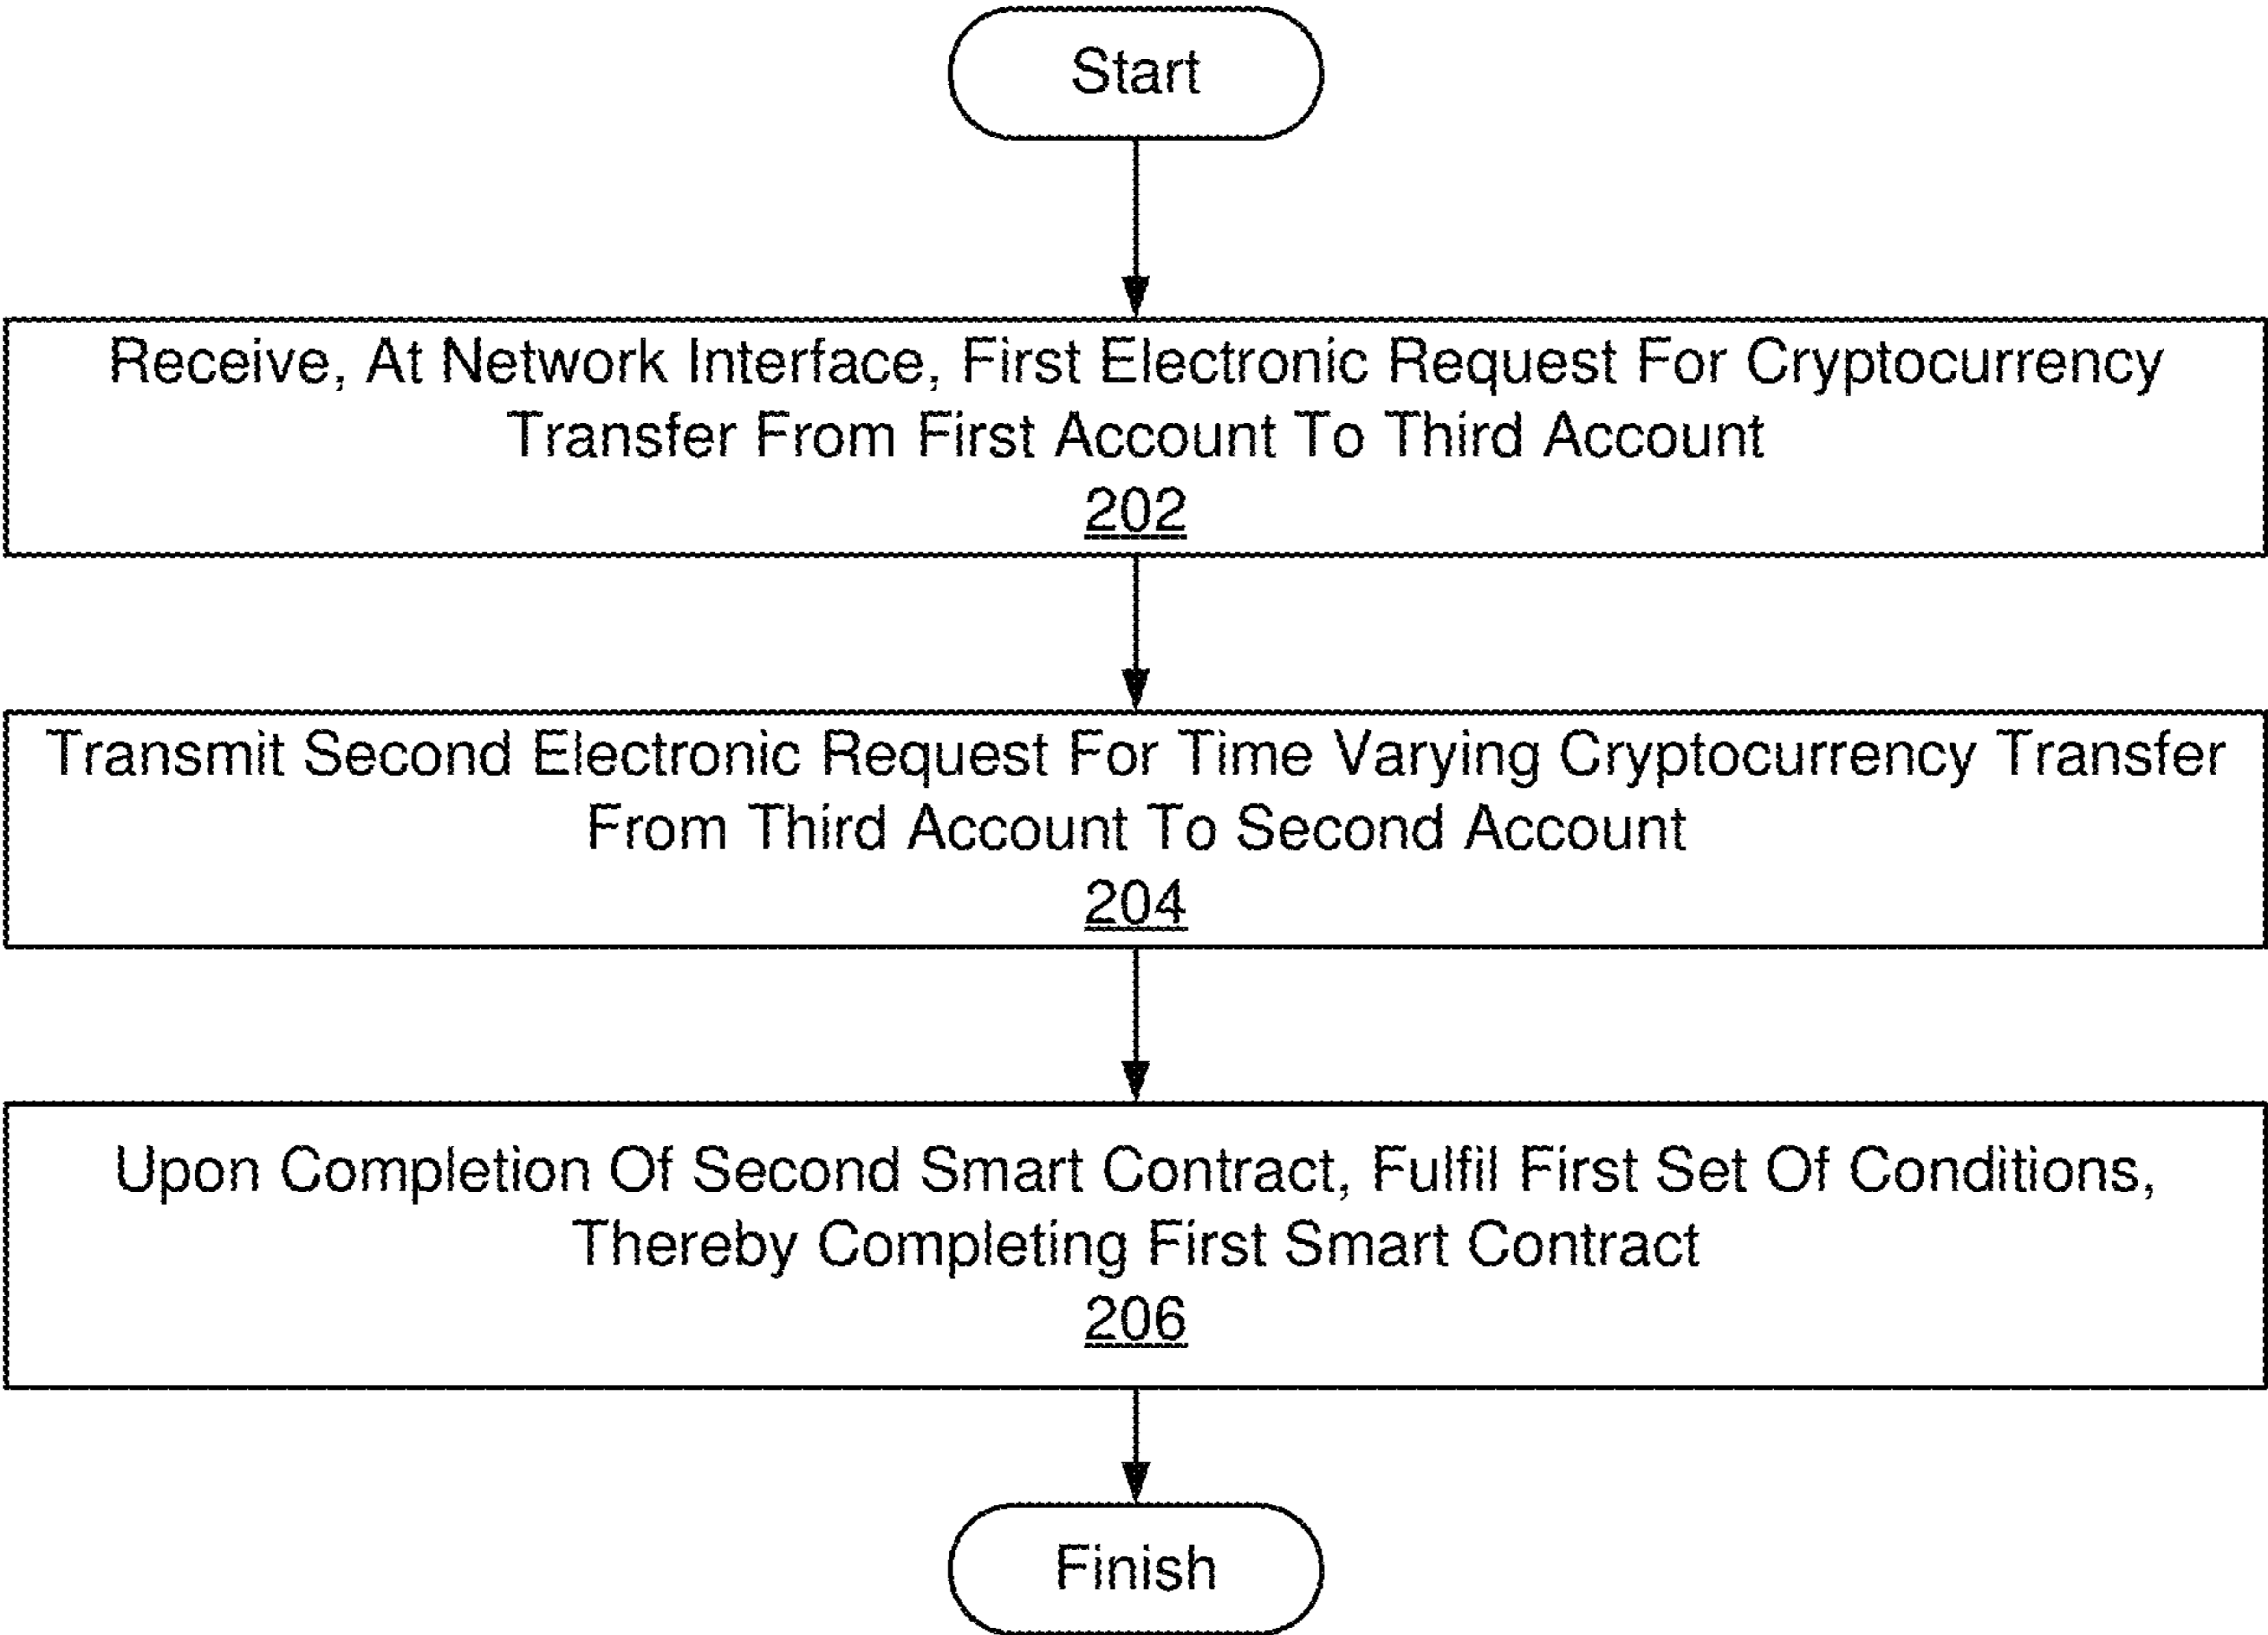 Start
Receive, At Network Interface, First Electronic Request For Cryptocurrency
Transfer From First Account To Third Account
202
Transmit Second Electronic Request For Time Varying Cryptocurrency Transfer
From Third Account To Second Account
204
Upon Completion Of Second Smart Contract, Fulfil First Set Of Conditions,
Thereby Completing First Smart Contract
206
Finish